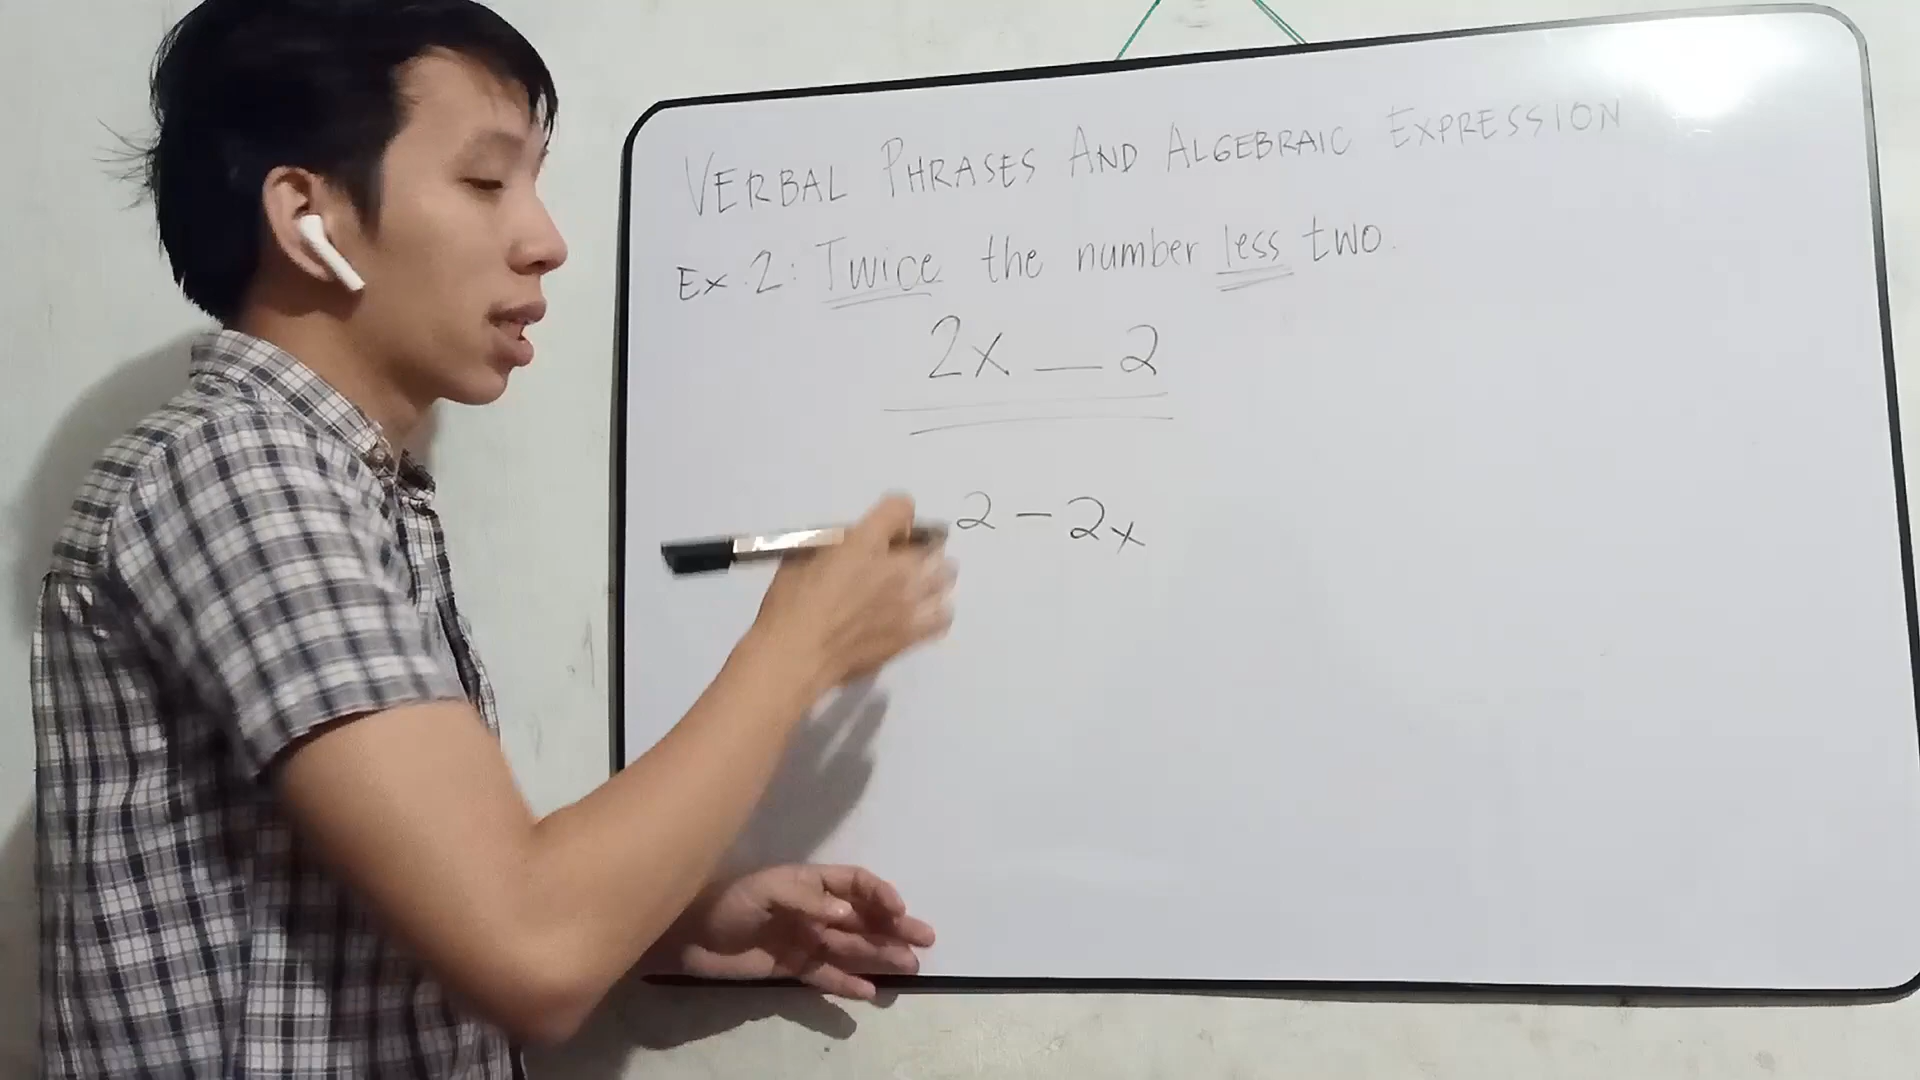 VERBAL PHRASES AND ALGEBRAIC EXPRESSION
Ex. 2: Twice the number less two.
2x — 2
2 - 2x